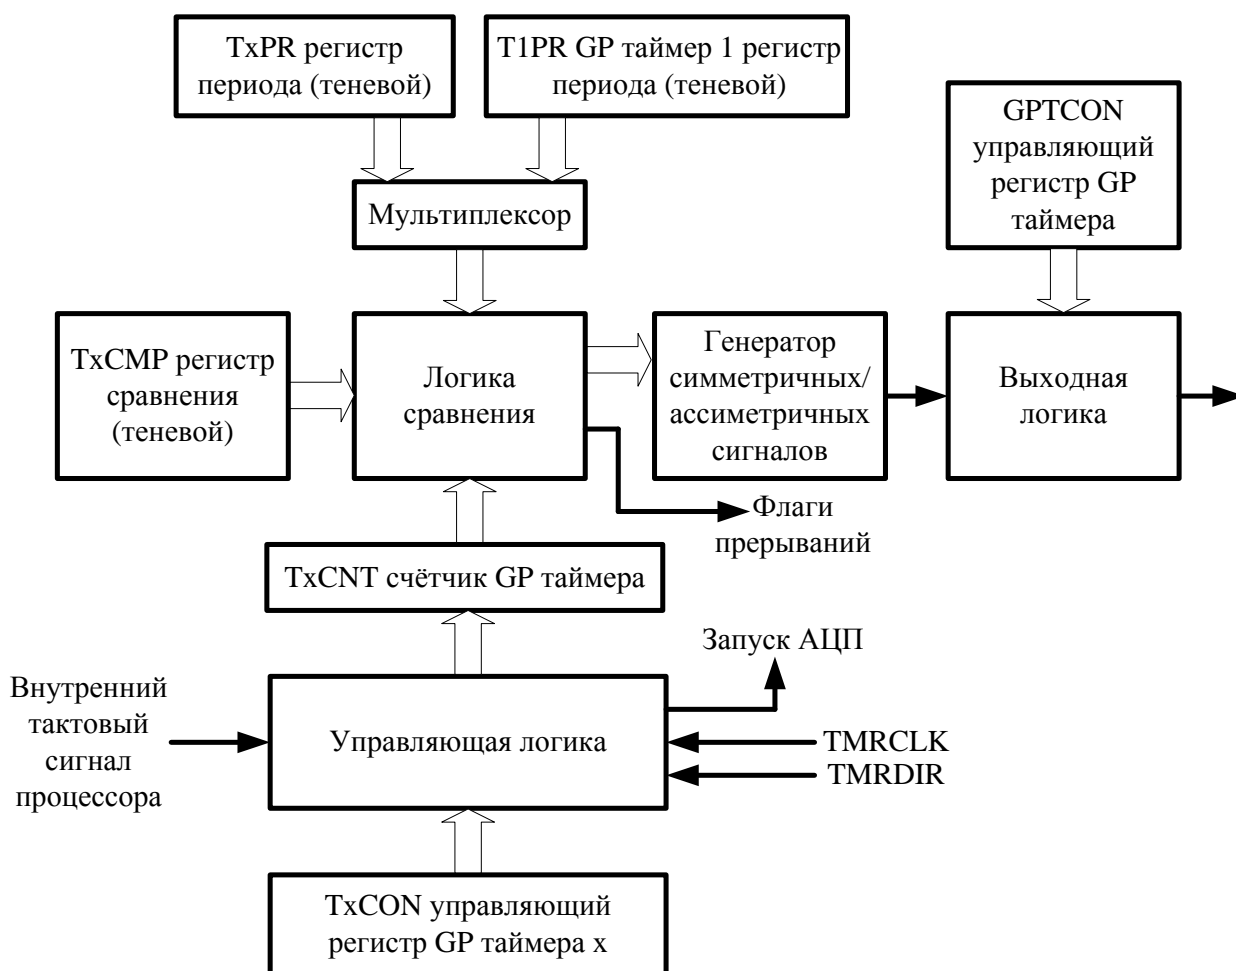 TxPR регистр
периода (теневой)
T1PR GP таймер 1 регистр
периода (теневой)
GPTCON
управляющий
регистр GP
таймера
Мультиплексор
TxCMP регистр
сравнения
(теневой)
Логика
сравнения
Генератор
симметричных/
ассиметричных
сигналов
Выходная
логика
Флаги
прерываний
TxCNT счётчик GP таймера
Запуск АЦП
Внутренний
тактовый
сигнал
процессора
Управляющая логика
TMRCLK
TMRDIR
TxCON управляющий
регистр GP таймера x